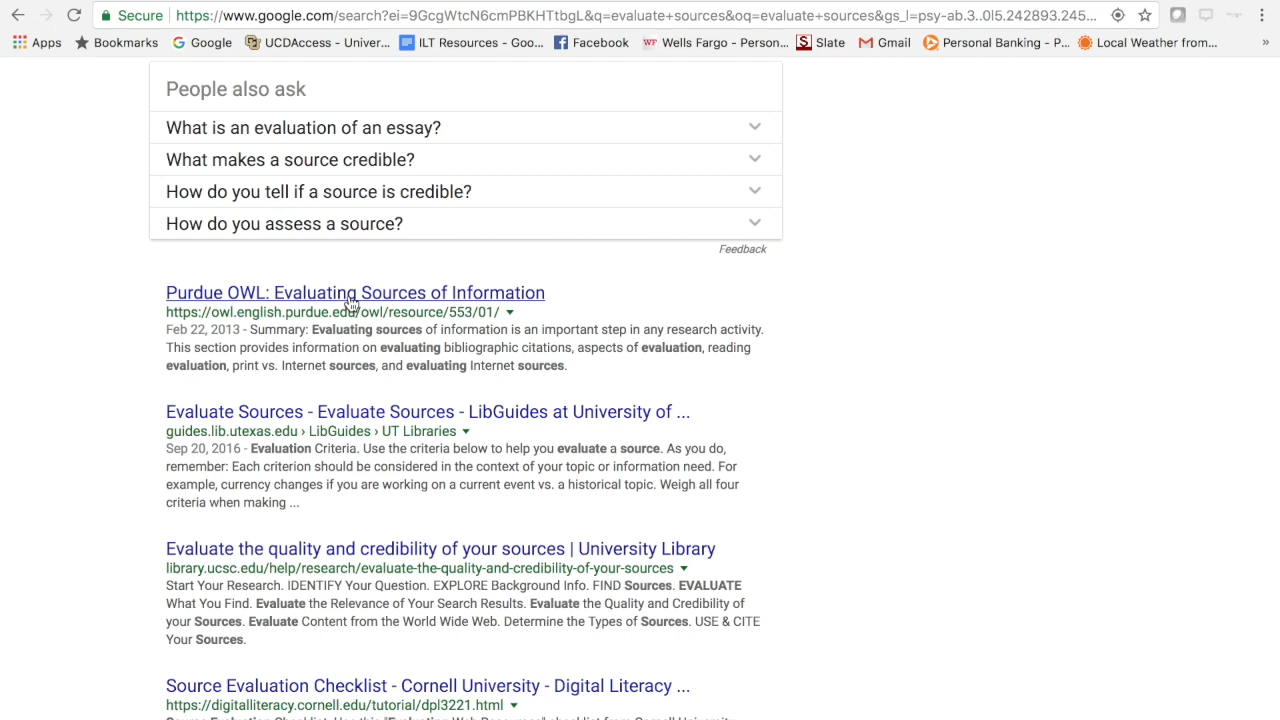 Secure https://www.google.com/search?ei=9GcgWtcN6cmPBKHTtbgL&q=evaluate+sources&oq=evaluate+sources&gs_l=psy-ab.3..0l5.242893.245...
Apps Bookmarks Google UCDAccess - Univer... ILT Resources - Goo... Facebook Wells Fargo - Person... Slate Gmail Personal Banking - P... Local Weather from... »
People also ask
What is an evaluation of an essay?
What makes a source credible?
How do you tell if a source is credible?
How do you assess a source?
Feedback
Purdue OWL: Evaluating Sources of Information
https://owl.english.purdue.edu/owl/resource/553/01/
Feb 22, 2013 - Summary: Evaluating sources of information is an important step in any research activity.
This section provides information on evaluating bibliographic citations, aspects of evaluation, reading
evaluation, print vs. Internet sources, and evaluating Internet sources.
Evaluate Sources - Evaluate Sources - LibGuides at University of ...
guides.lib.utexas.edu › LibGuides › UT Libraries
Sep 20, 2016 - Evaluation Criteria. Use the criteria below to help you evaluate a source. As you do,
remember: Each criterion should be considered in the context of your topic or information need. For
example, currency changes if you are working on a current event vs. a historical topic. Weigh all four
criteria when making ...
Evaluate the quality and credibility of your sources | University Library
library.ucsc.edu/help/research/evaluate-the-quality-and-credibility-of-your-sources
Start Your Research. IDENTIFY Your Question. EXPLORE Background Info. FIND Sources. EVALUATE
What You Find. Evaluate the Relevance of Your Search Results. Evaluate the Quality and Credibility of
your Sources. Evaluate Content from the World Wide Web. Determine the Types of Sources. USE & CITE
Your Sources.
Source Evaluation Checklist - Cornell University - Digital Literacy ...
https://digitalliteracy.cornell.edu/tutorial/dpl3221.html